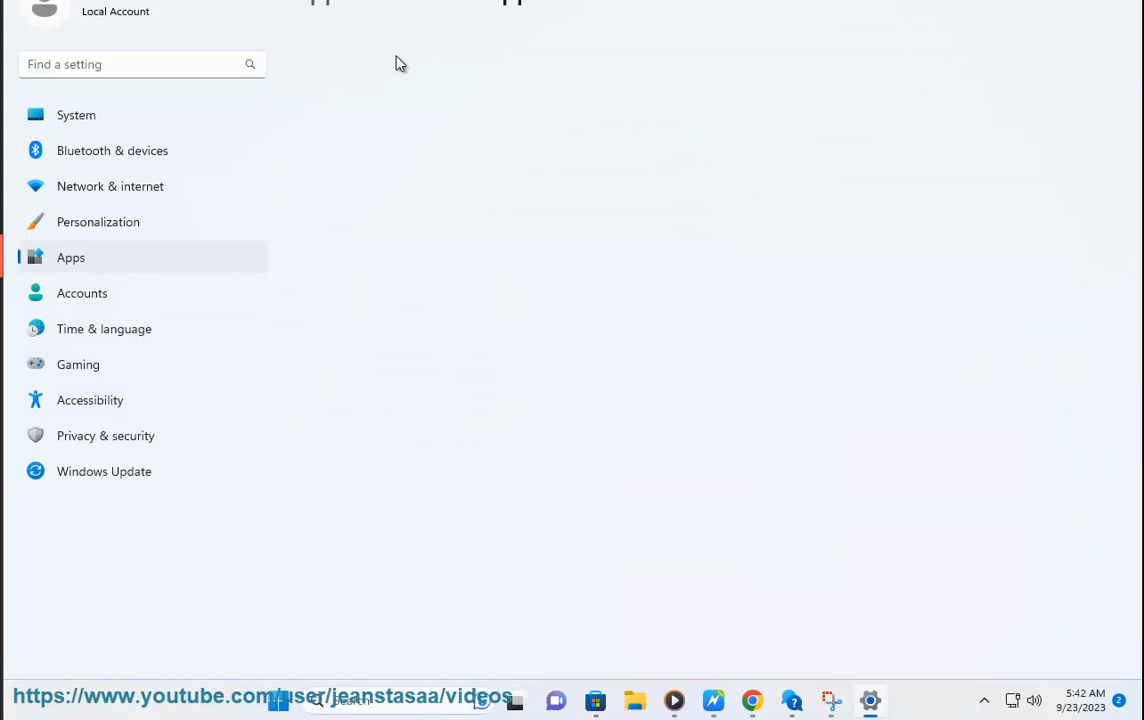 Local Account
Find a setting
System
Bluetooth & devices
Network & internet
Personalization
Apps
Accounts
Time & language
Gaming
Accessibility
Privacy & security
Windows Update
https://www.youtube.com/user/jeanstasaa/videos
Search
5:42 AM
9/23/2023
2